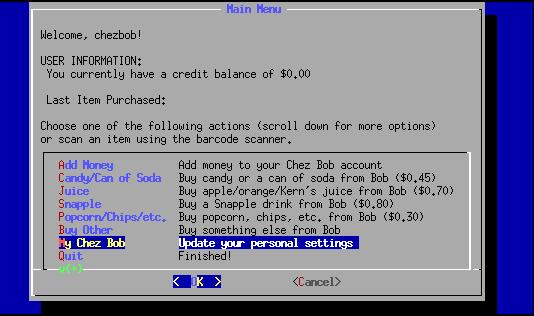 Main Menu
Welcome, chezbob!
USER INFORMATION:
You currently have a credit balance of $0.00
Last Item Purchased:
Choose one of the following actions (scroll down for more options)
or scan an item using the barcode scanner.
Add Money Add money to your Chez Bob account
Candy/Can of Soda Buy candy or a can of soda from Bob ($0.45)
Juice Buy apple/orange/Kern's juice from Bob ($0.70)
Snapple Buy a Snapple drink from Bob ($0.80)
Popcorn/Chips/etc. Buy popcorn, chips, etc. from Bob ($0.30)
Buy Other Buy something else from Bob
My Chez Bob Update your personal settings
Quit Finished!
v(+)
< OK > <Cancel>